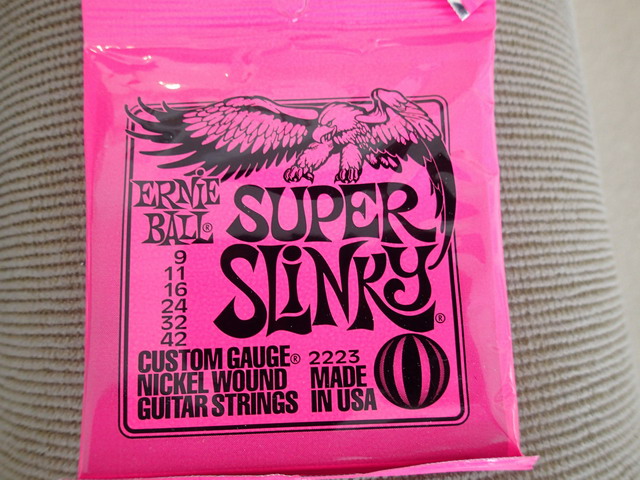 ERNIE
BALL®
SUPER
SLINKY®
9
11
16
24
32
42
CUSTOM GAUGE®
NICKEL WOUND
GUITAR STRINGS
2223
MADE
IN USA